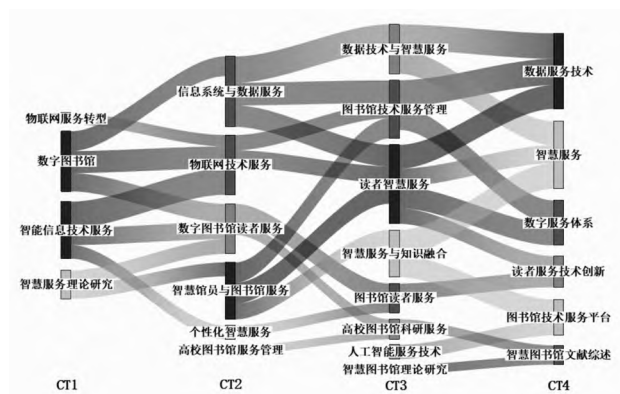 物联网服务转型
数字图书馆
智能信息技术服务
智慧服务理论研究
信息系统与数据服务
物联网技术服务
数字图书馆读者服务
智慧馆员与图书馆服务
个性化智慧服务
高校图书馆服务管理
数据技术与智慧服务
图书馆技术服务管理
读者智慧服务
智慧服务与知识融合
图书馆读者服务
高校图书馆科研服务
人工智能服务技术
智慧图书馆理论研究
数据服务技术
智慧服务
数字服务体系
读者服务技术创新
图书馆技术服务平台
智慧图书馆文献综述
CT1
CT2
CT3
CT4